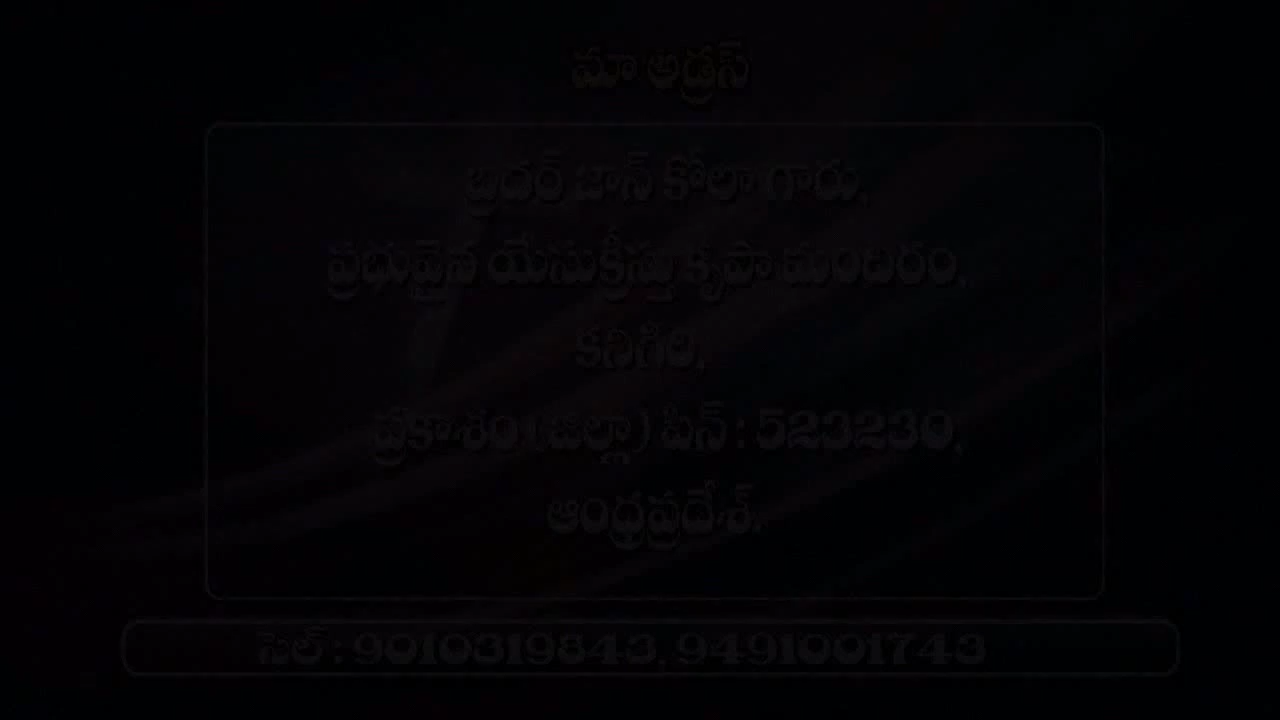 మా అడ్రస్
బ్రదర్ జాన్ కోలా గారు,
ప్రభువైన యేసుక్రీస్తు కృపా మందిరం,
కనిగిరి,
ప్రకాశం (జిల్లా) పిన్ : 523230,
ఆంధ్రప్రదేశ్.
సెల్ : 9010319843, 9491001743